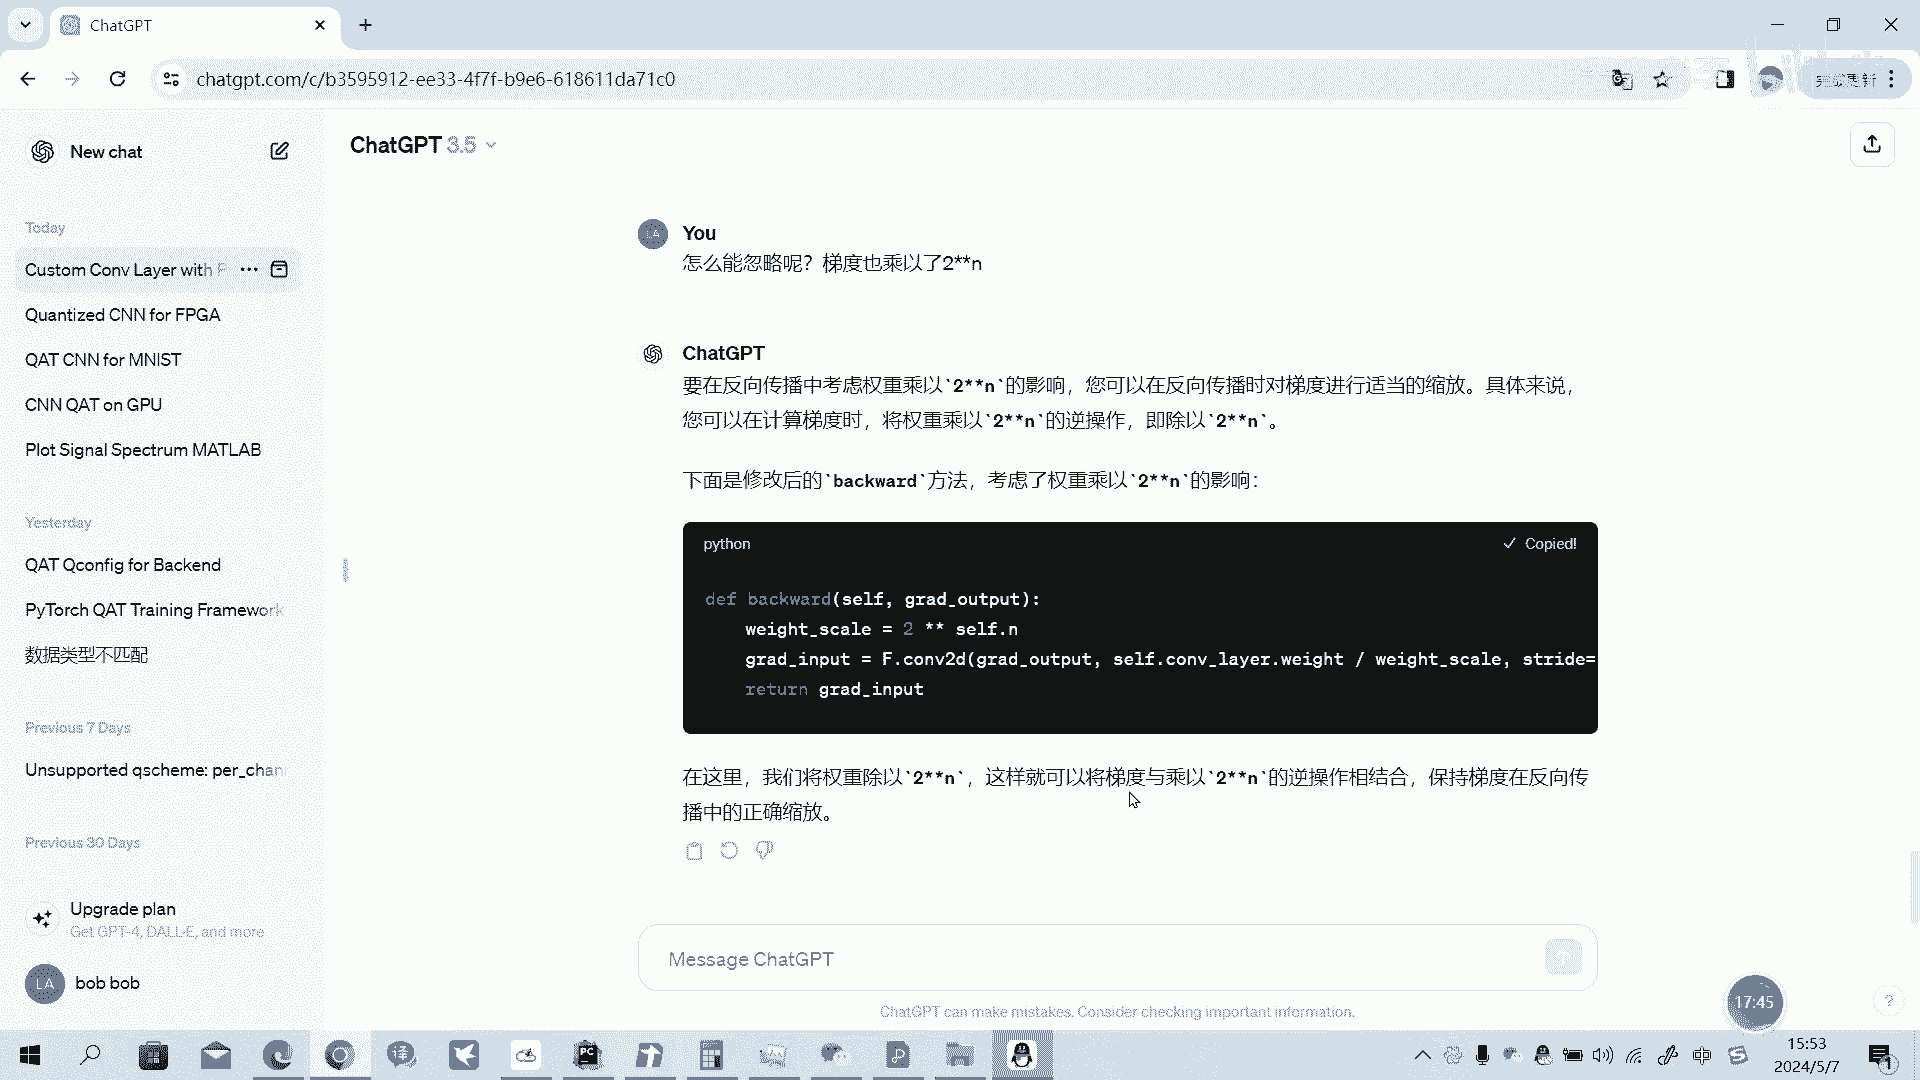 ChatGPT
chatgpt.com/c/b3595912-ee33-4f7f-b9e6-618611da71c0
New chat
ChatGPT 3.5
Today
Custom Conv Layer with P
Quantized CNN for FPGA
QAT CNN for MNIST
CNN QAT on GPU
Plot Signal Spectrum MATLAB
Yesterday
QAT Qconfig for Backend
PyTorch QAT Training Framework
数据类型不匹配
Previous 7 Days
Unsupported qscheme: per_chan
Previous 30 Days
Upgrade plan
Get GPT-4, DALL·E, and more
LA
bob bob
LA
You
怎么能忽略呢？梯度也乘以了2**n
ChatGPT
要在反向传播中考虑权重乘以`2**n`的影响，您可以在反向传播时对梯度进行适当的缩放。具体来说，
您可以在计算梯度时，将权重乘以`2**n`的逆操作，即除以`2**n`。
下面是修改后的`backward`方法，考虑了权重乘以`2**n`的影响：
python
Copied!
def backward(self, grad_output):
weight_scale = 2 ** self.n
grad_input = F.conv2d(grad_output, self.conv_layer.weight / weight_scale, stride=
return grad_input
在这里，我们将权重除以`2**n`，这样就可以将梯度与乘以`2**n`的逆操作相结合，保持梯度在反向传
播中的正确缩放。
Message ChatGPT
ChatGPT can make mistakes. Consider checking important information.
17:45
?
译
PC
中
15:53
2024/5/7
1